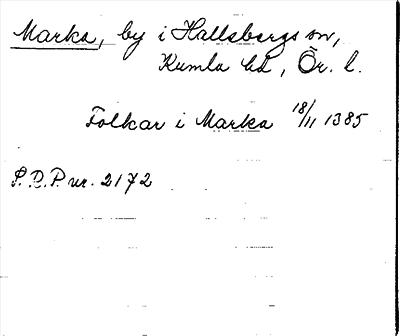 Marka, by i Hallsbergs sn,
Kumla hd, Ör. l.
Folkar i Marka 18/11 1385
S.R.P. nr. 2172